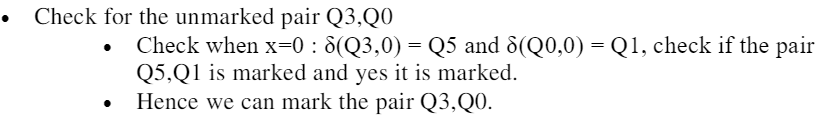 • Check for the unmarked pair Q3,Q0
• Check when x=0 : δ(Q3,0) = Q5 and δ(Q0,0) = Q1, check if the pair
Q5,Q1 is marked and yes it is marked.
• Hence we can mark the pair Q3,Q0.